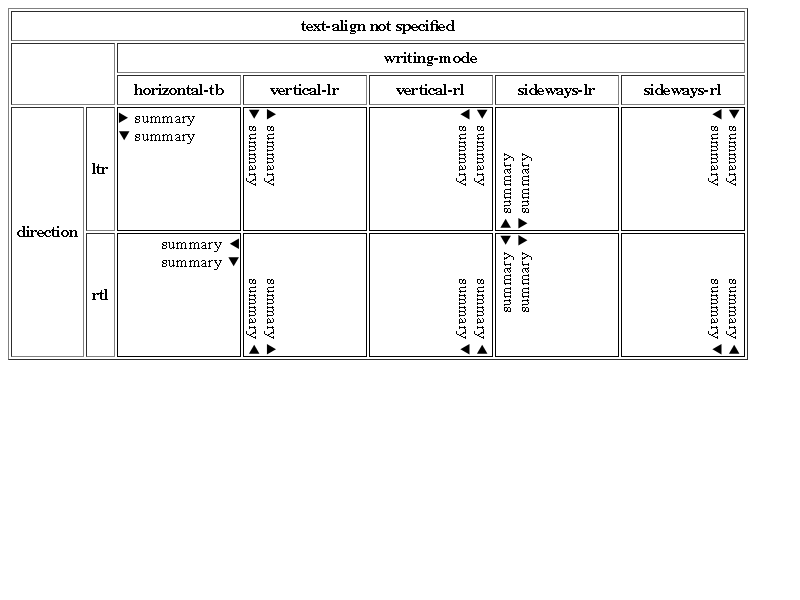 text-align not specified
writing-mode
horizontal-tb vertical-lr vertical-rl sideways-lr sideways-rl
direction
ltr
▶ summary
▼ summary
▼ summary
▶ summary
▼ summary
◀ summary
▲ summary
▶ summary
▼ summary
◀ summary
rtl
summary ◀
summary ▼
summary ▲
summary ▶
summary ▲
summary ◀
▼ summary
▶ summary
summary ▲
summary ◀